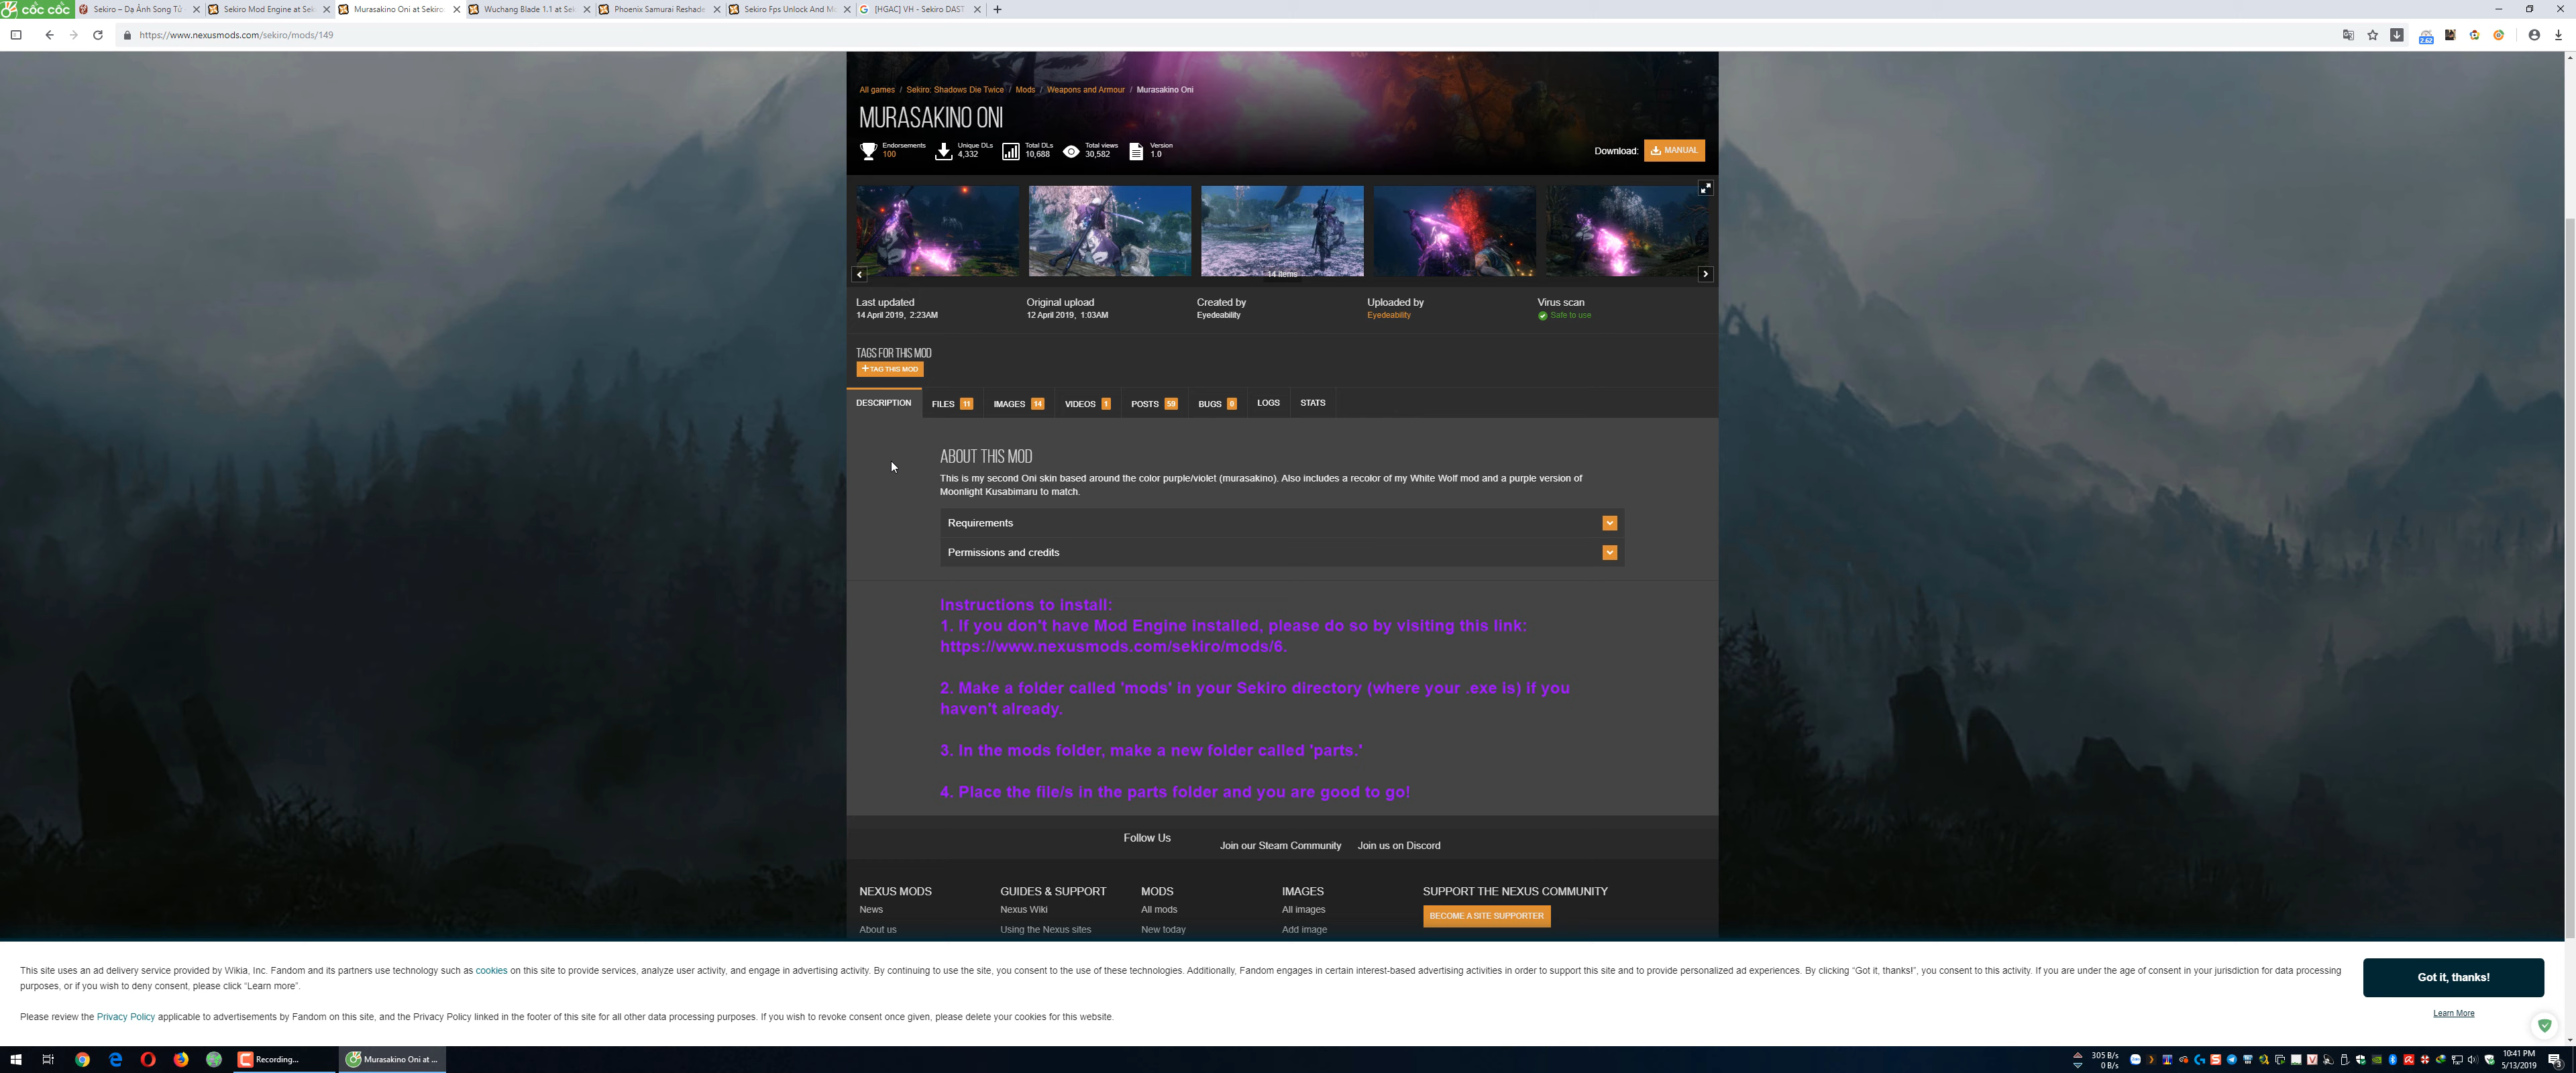 cốc cốc
Sekiro – Dạ Ảnh Song Tử
Sekiro Mod Engine at Sek
Murasakino Oni at Sekiro
Wuchang Blade 1.1 at Sek
Phoenix Samurai Reshade
Sekiro Fps Unlock And Mo
[HGAC] VH - Sekiro DAST
https://www.nexusmods.com/sekiro/mods/149
2.62
All games / Sekiro: Shadows Die Twice / Mods / Weapons and Armour / Murasakino Oni
MURASAKINO ONI
Endorsements
100
Unique DLs
4,332
Total DLs
10,688
Total views
30,582
Version
1.0
Download:
MANUAL
14 items
Last updated
14 April 2019, 2:23AM
Original upload
12 April 2019, 1:03AM
Created by
Eyedeability
Uploaded by
Eyedeability
Virus scan
Safe to use
TAGS FOR THIS MOD
+ TAG THIS MOD
DESCRIPTION
FILES 11
IMAGES 14
VIDEOS 1
POSTS 59
BUGS 0
LOGS
STATS
ABOUT THIS MOD
This is my second Oni skin based around the color purple/violet (murasakino). Also includes a recolor of my White Wolf mod and a purple version of
Moonlight Kusabimaru to match.
Requirements
Permissions and credits
Instructions to install:
1. If you don't have Mod Engine installed, please do so by visiting this link:
https://www.nexusmods.com/sekiro/mods/6.
2. Make a folder called 'mods' in your Sekiro directory (where your .exe is) if you
haven't already.
3. In the mods folder, make a new folder called 'parts.'
4. Place the file/s in the parts folder and you are good to go!
Follow Us
Join our Steam Community
Join us on Discord
NEXUS MODS
News
About us
GUIDES & SUPPORT
Nexus Wiki
Using the Nexus sites
MODS
All mods
New today
IMAGES
All images
Add image
SUPPORT THE NEXUS COMMUNITY
BECOME A SITE SUPPORTER
This site uses an ad delivery service provided by Wikia, Inc. Fandom and its partners use technology such as cookies on this site to provide services, analyze user activity, and engage in advertising activity. By continuing to use the site, you consent to the use of these technologies. Additionally, Fandom engages in certain interest-based advertising activities in order to support this site and to provide personalized ad experiences. By clicking “Got it, thanks!”, you consent to this activity. If you are under the age of consent in your jurisdiction for data processing
purposes, or if you wish to deny consent, please click “Learn more”.
Please review the Privacy Policy applicable to advertisements by Fandom on this site, and the Privacy Policy linked in the footer of this site for all other data processing purposes. If you wish to revoke consent once given, please delete your cookies for this website.
Got it, thanks!
Learn More
Recording...
Murasakino Oni at ...
305 B/s
0 B/s
10:41 PM
5/13/2019
3